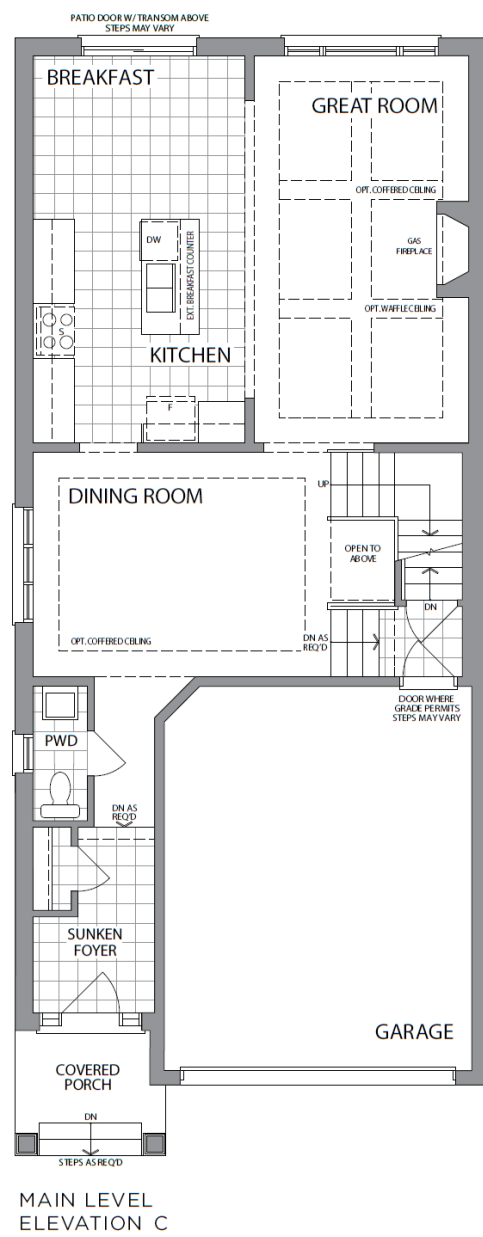 PATIO DOOR W/ TRANSOM ABOVE
STEPS MAY VARY
BREAKFAST
GREAT ROOM
OPT. COFFERED CEILING
DW
EXT. BREAKFAST COUNTER
GAS
FIREPLACE
OPT. WAFFLE CEILING
S
KITCHEN
F
UP
DINING ROOM
OPEN TO
ABOVE
DN
OPT. COFFERED CEILING
DN AS
REQ'D
DOOR WHERE
GRADE PERMITS
STEPS MAY VARY
PWD
DN AS
REQ'D
SUNKEN
FOYER
GARAGE
COVERED
PORCH
DN
STEPS AS REQ'D
MAIN LEVEL
ELEVATION C